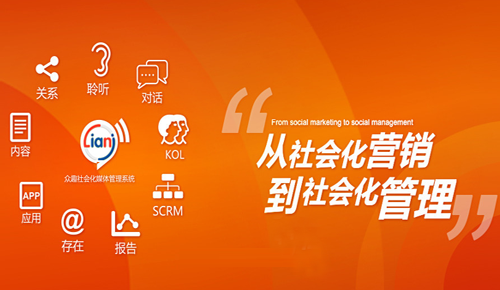 关系
聆听
对话
内容
Lianj
KOL
众趣社会化媒体管理系统
APP
应用
@
存在
报告
SCRM
“
From social marketing to social management
从社会化营销
到社会化管理
”